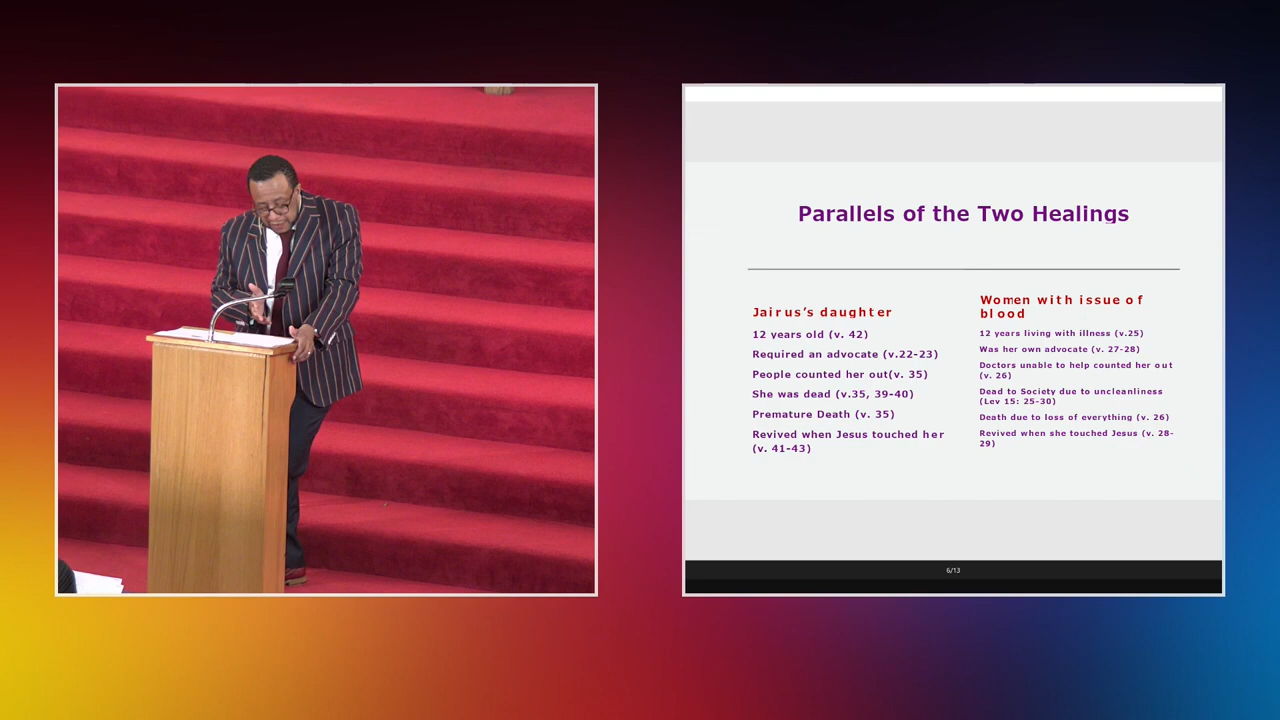 Parallels of the Two Healings
Jairus’s daughter
12 years old (v. 42)
Required an advocate (v.22-23)
People counted her out(v. 35)
She was dead (v.35, 39-40)
Premature Death (v. 35)
Revived when Jesus touched her
(v. 41-43)
Women with issue of
blood
12 years living with illness (v.25)
Was her own advocate (v. 27-28)
Doctors unable to help counted her out
(v. 26)
Dead to Society due to uncleanliness
(Lev 15: 25-30)
Death due to loss of everything (v. 26)
Revived when she touched Jesus (v. 28-
29)
6/13